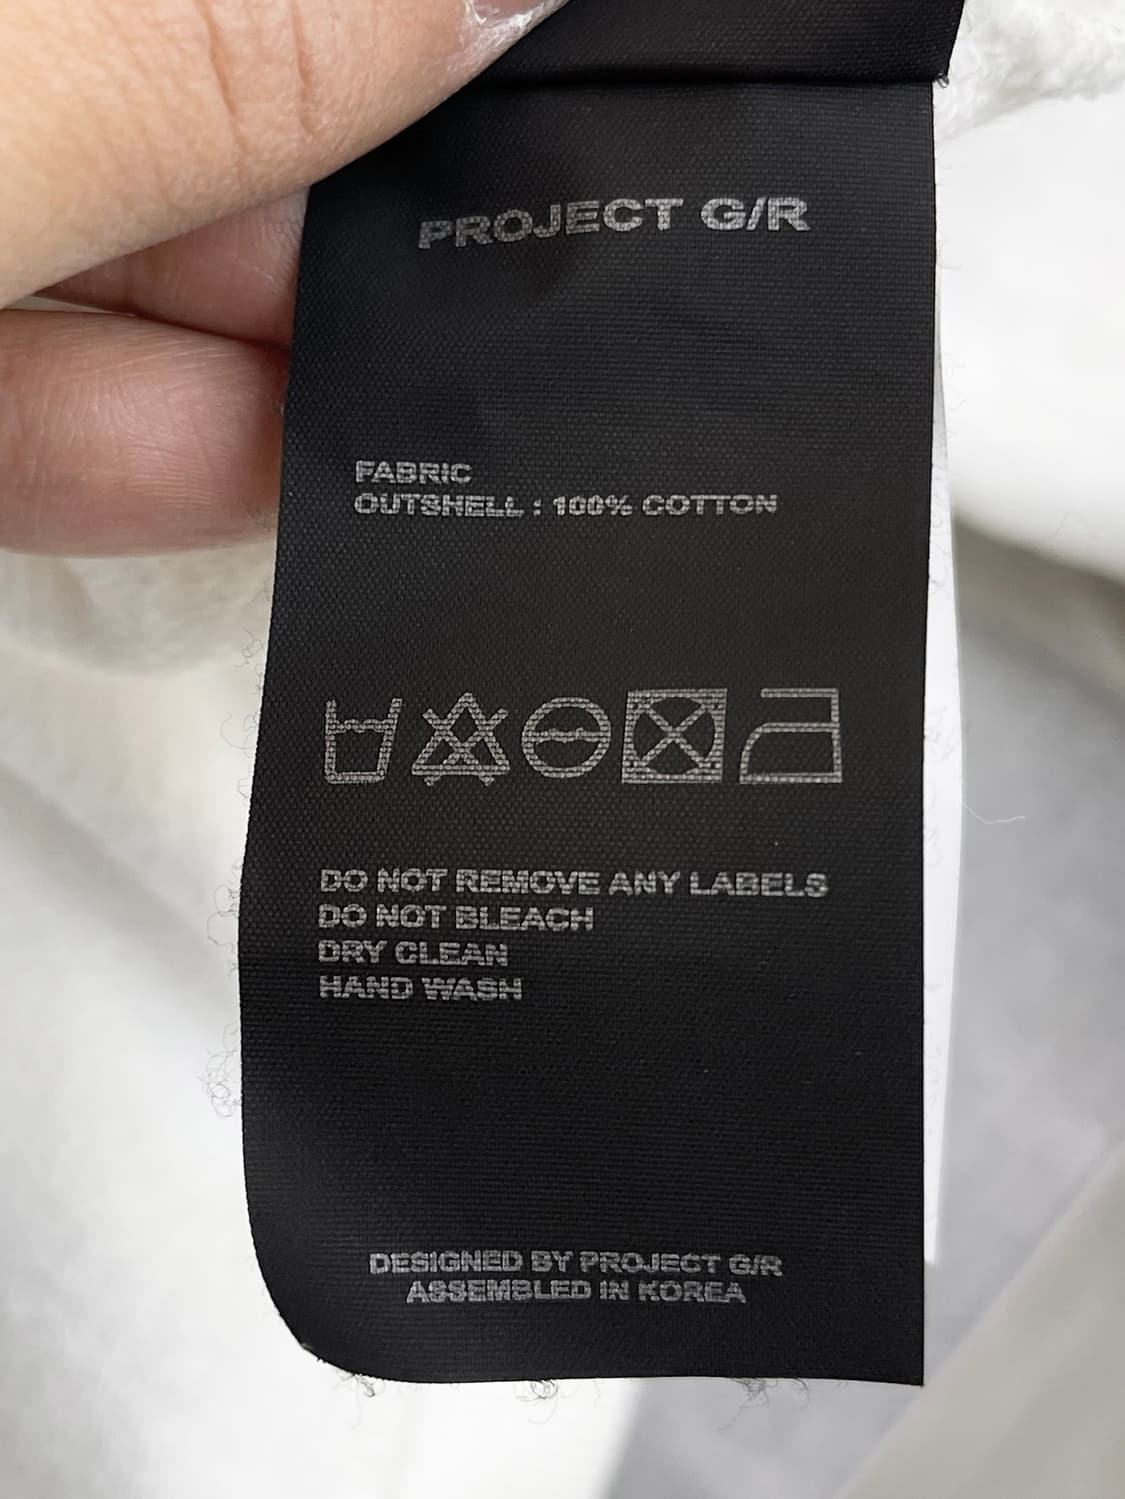 PROJECT G/R
FABRIC
OUTSHELL : 100% COTTON
DO NOT REMOVE ANY LABELS
DO NOT BLEACH
DRY CLEAN
HAND WASH
DESIGNED BY PROJECT G/R
ASSEMBLED IN KOREA